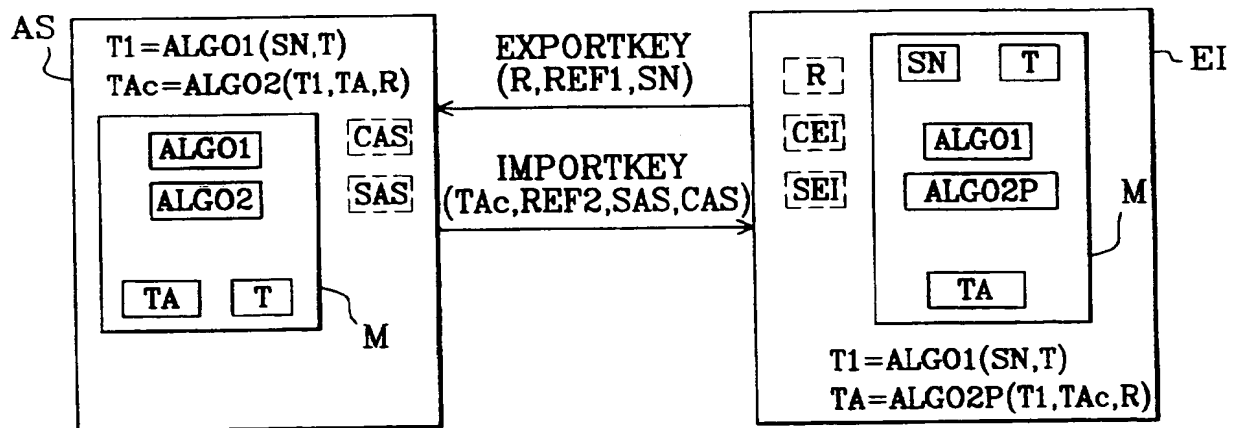 AS
T1=ALGO1(SN,T)
TAc=ALGO2(T1,TA,R)
ALGO1
ALGO2
CAS
SAS
TA
T
M
EXPORTKEY
(R,REF1,SN)
IMPORTKEY
(TAc,REF2,SAS,CAS)
EI
R
CEI
SEI
SN
T
ALGO1
ALGO2P
TA
M
T1=ALGO1(SN,T)
TA=ALGO2P(T1,TAc,R)